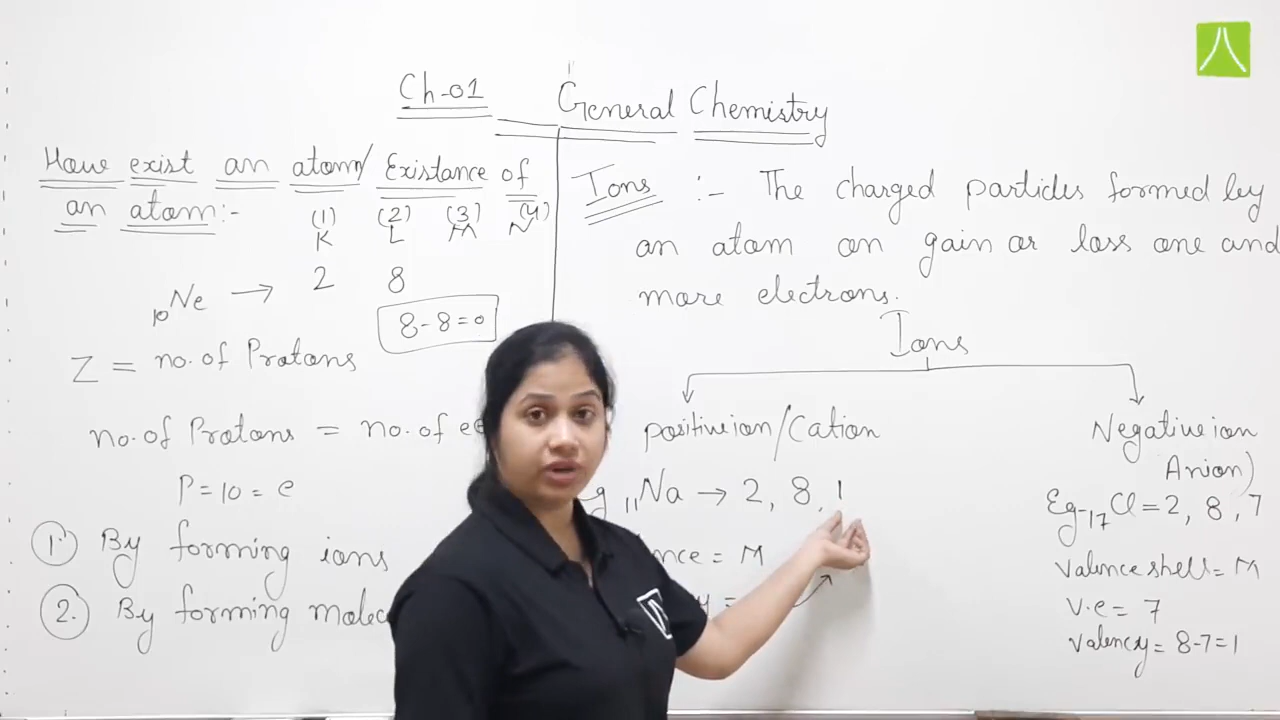 Ch-01 General Chemistry
How exist an atom/ Existance of
an atom:-
(1) (2) (3) (4)
K L M N
10Ne → 2 8
8-8=0
Z = no. of Protons
no. of Protons = no. of e
P=10 = e
1. By forming ions
2. By forming
Ions :- The charged particles formed by
an atom on gain or loss one and
more electrons.
Ions
positive ion/Cation
11Na → 2, 8, 1
= M
=
Negative ion
Anion)
Eg-17Cl = 2, 8, 7
Valence shell = M
V.e = 7
Valency = 8-7=1